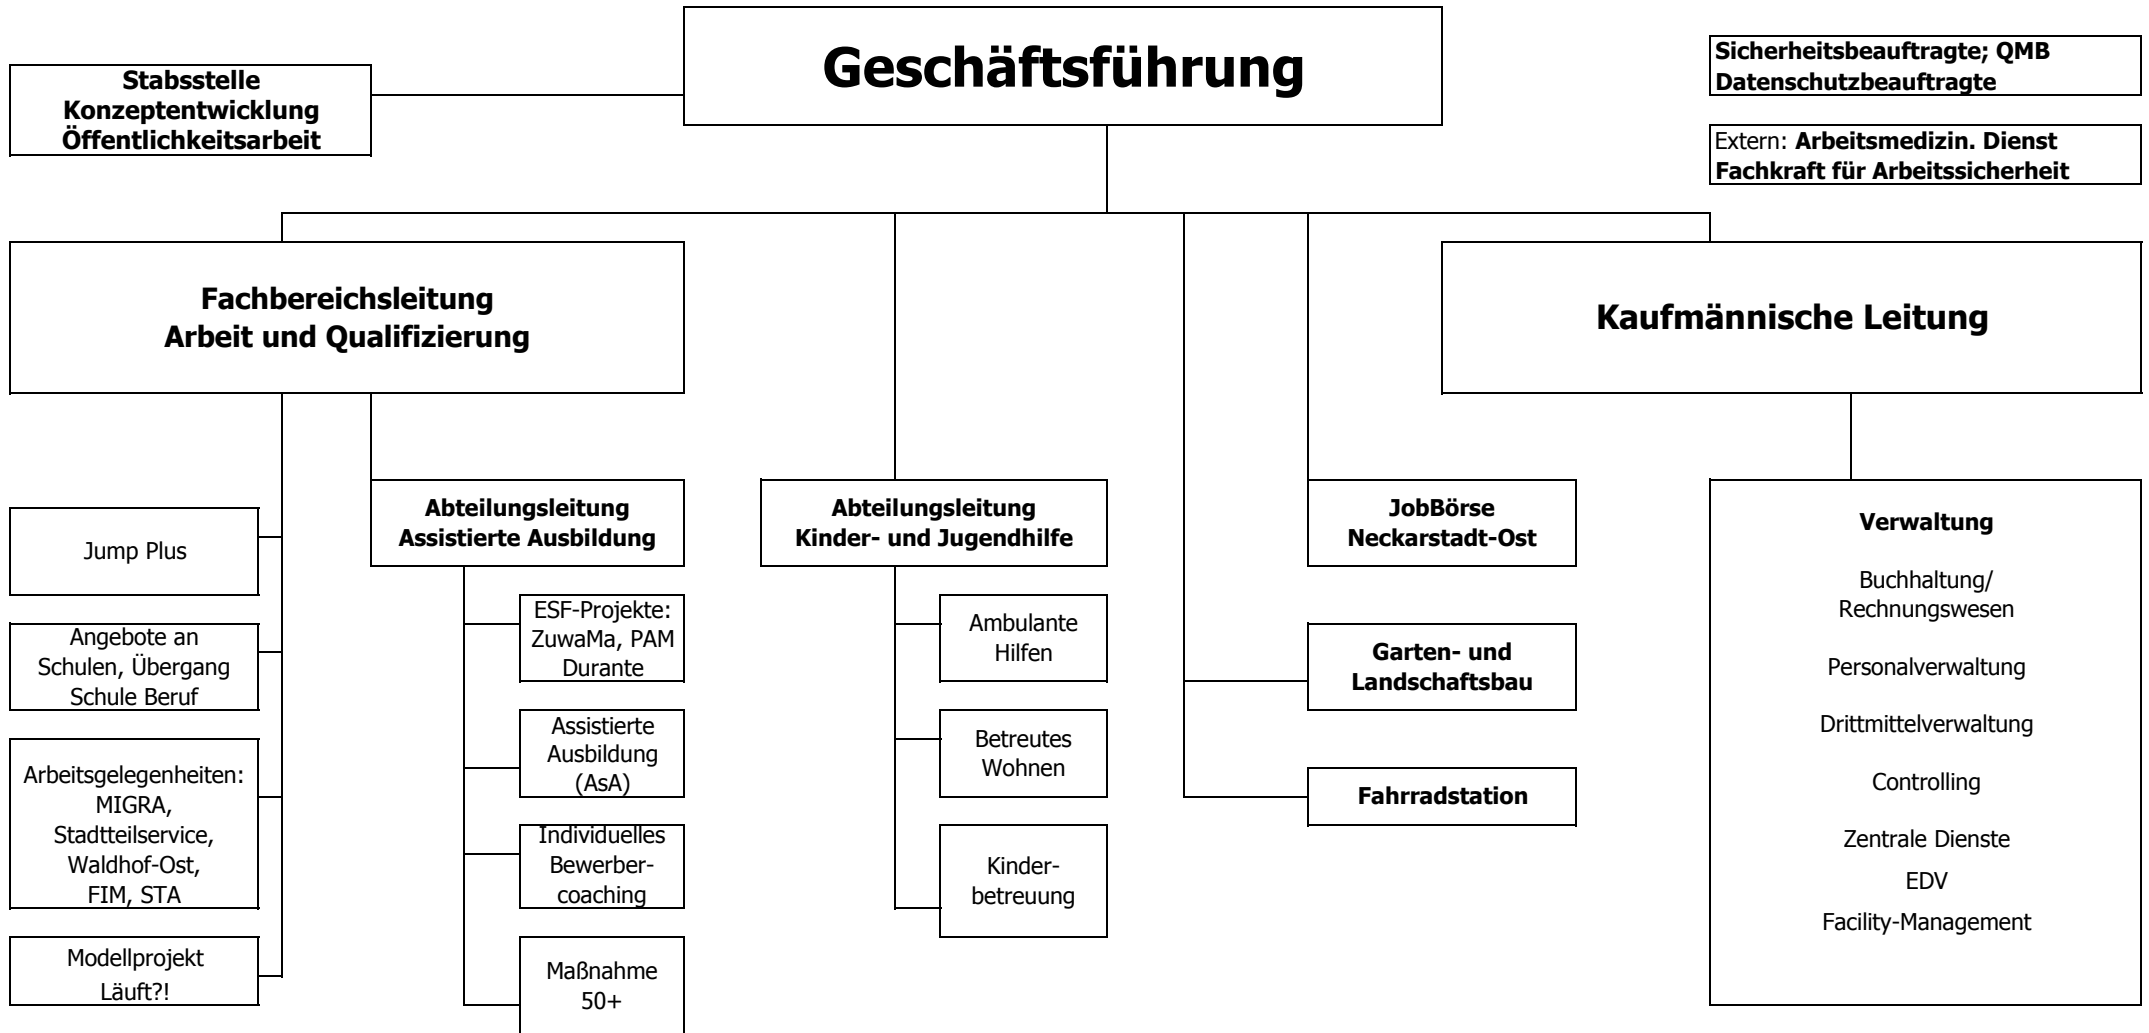 Geschäftsführung
Stabsstelle
Konzeptentwicklung
Öffentlichkeitsarbeit
Sicherheitsbeauftragte; QMB
Datenschutzbeauftragte
Extern: Arbeitsmedizin. Dienst
Fachkraft für Arbeitssicherheit
Fachbereichsleitung
Arbeit und Qualifizierung
Kaufmännische Leitung
Jump Plus
Angebote an
Schulen, Übergang
Schule Beruf
Arbeitsgelegenheiten:
MIGRA,
Stadtteilservice,
Waldhof-Ost,
FIM, STA
Modellprojekt
Läuft?!
Abteilungsleitung
Assistierte Ausbildung
ESF-Projekte:
ZuwaMa, PAM
Durante
Assistierte
Ausbildung
(AsA)
Individuelles
Bewerber-
coaching
Maßnahme
50+
Abteilungsleitung
Kinder- und Jugendhilfe
Ambulante
Hilfen
Betreutes
Wohnen
Kinder-
betreuung
JobBörse
Neckarstadt-Ost
Garten- und
Landschaftsbau
Fahrradstation
Verwaltung
Buchhaltung/
Rechnungswesen
Personalverwaltung
Drittmittelverwaltung
Controlling
Zentrale Dienste
EDV
Facility-Management